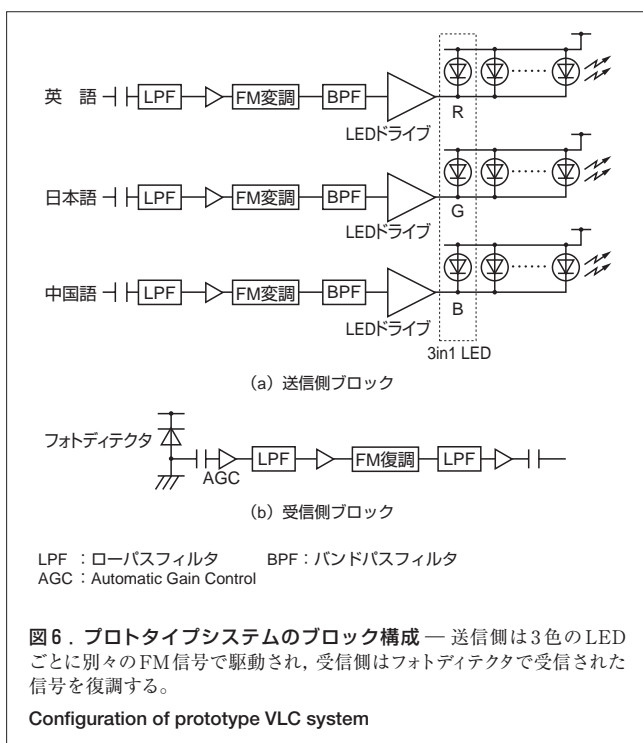 英　語 LPF FM変調 BPF
LEDドライブ R
日本語 LPF FM変調 BPF
LEDドライブ G
中国語 LPF FM変調 BPF
LEDドライブ B
3in1 LED
(a) 送信側ブロック
フォトディテクタ
AGC LPF FM復調 LPF
(b) 受信側ブロック
LPF ：ローパスフィルタ　BPF：バンドパスフィルタ
AGC：Automatic Gain Control
図6．プロトタイプシステムのブロック構成 — 送信側は3色のLED
ごとに別々のFM信号で駆動され，受信側はフォトディテクタで受信された
信号を復調する。
Configuration of prototype VLC system